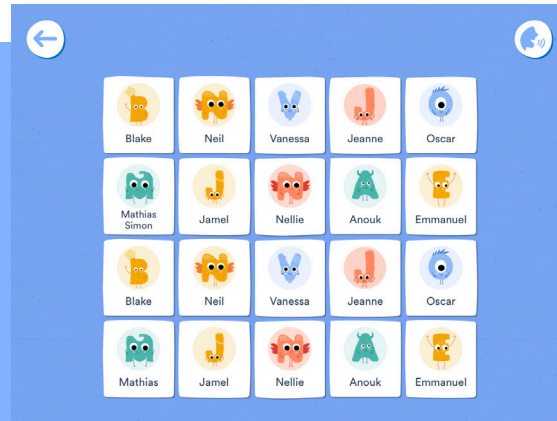 Blake Neil Vanessa Jeanne Oscar
Mathias Simon Jamel Nellie Anouk Emmanuel
Blake Neil Vanessa Jeanne Oscar
Mathias Jamel Nellie Anouk Emmanuel